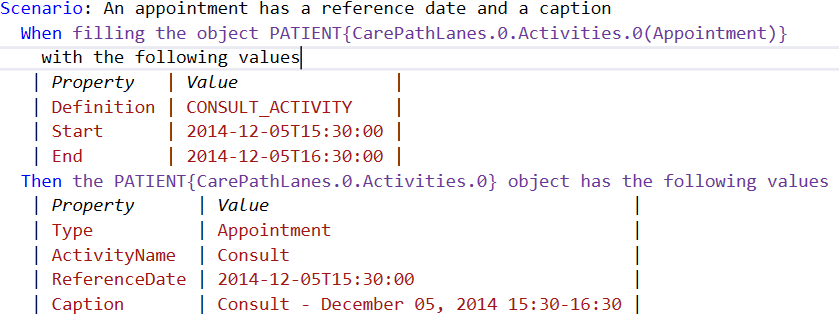 Scenario: An appointment has a reference date and a caption
When filling the object PATIENT{CarePathLanes.0.Activities.0(Appointment)}
with the following values
| Property | Value |
| Definition | CONSULT_ACTIVITY |
| Start | 2014-12-05T15:30:00 |
| End | 2014-12-05T16:30:00 |
Then the PATIENT{CarePathLanes.0.Activities.0} object has the following values
| Property | Value |
| Type | Appointment |
| ActivityName | Consult |
| ReferenceDate | 2014-12-05T15:30:00 |
| Caption | Consult - December 05, 2014 15:30-16:30 |